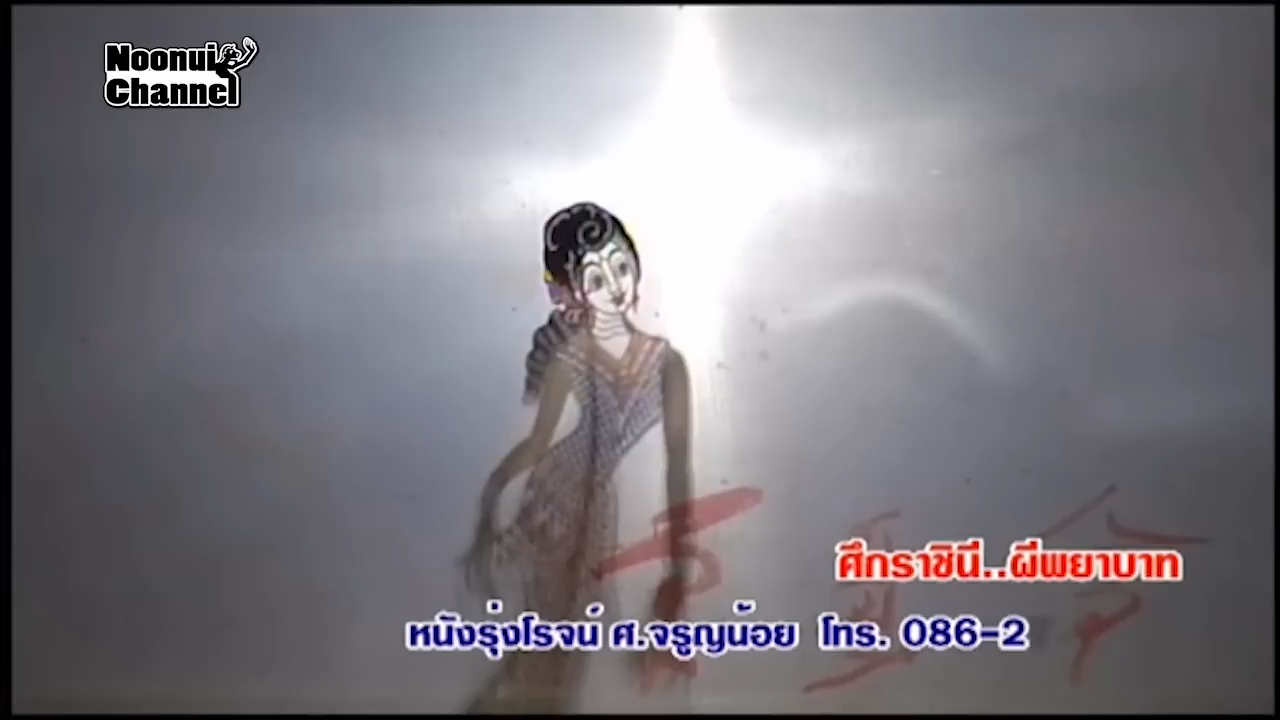 Noonui
Channel
ศึกราชินี..ผีพยาบาท
หนังรุ่งโรจน์ ศ.จรูญน้อย โทร. 086-2